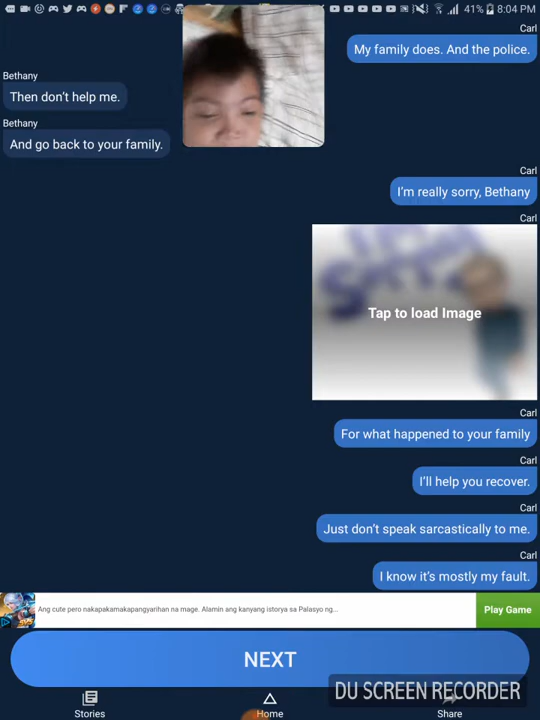 41% 8:04 PM
Carl
My family does. And the police.
Bethany
Then don't help me.
Bethany
And go back to your family.
Carl
I'm really sorry, Bethany
Carl
Tap to load Image
Carl
For what happened to your family
Carl
I'll help you recover.
Carl
Just don't speak sarcastically to me.
Carl
I know it's mostly my fault.
Ang cute pero nakapakamakapangyarihan na mage. Alamin ang kanyang istorya sa Palasyo ng...
Play Game
NEXT
DU SCREEN RECORDER
Stories
Home
Share